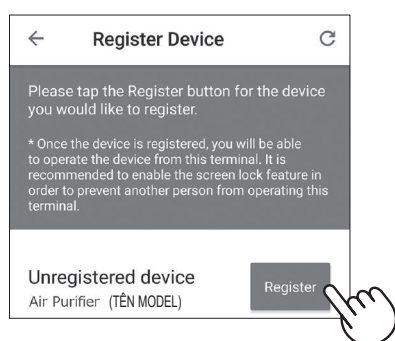 Register Device
Please tap the Register button for the device
you would like to register.
* Once the device is registered, you will be able
to operate the device from this terminal. It is
recommended to enable the screen lock feature in
order to prevent another person from operating this
terminal.
Unregistered device
Register
Air Purifier (TÊN MODEL)